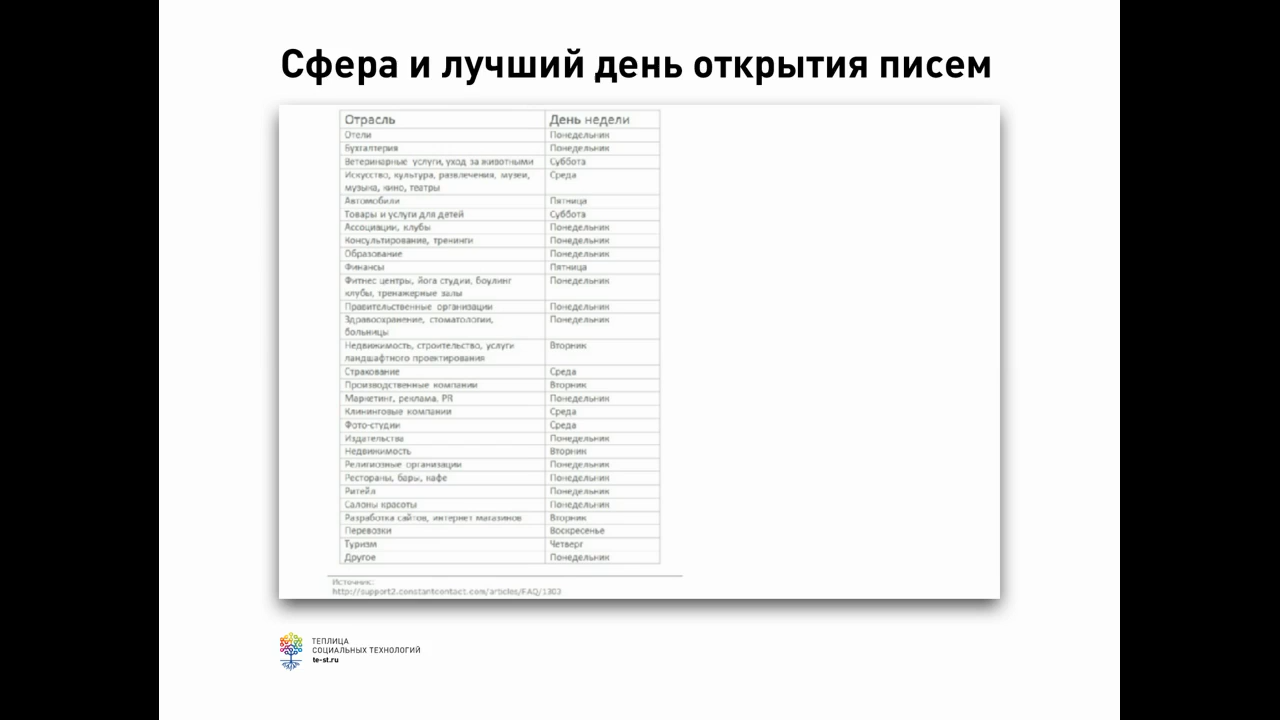 Сфера и лучший день открытия писем
Отрасль День недели
Отели Понедельник
Бухгалтерия Понедельник
Ветеринарные услуги, уход за животными Суббота
Искусство, культура, развлечения, музеи, Среда
музыка, кино, театры
Автомобили Пятница
Товары и услуги для детей Суббота
Ассоциации, клубы Понедельник
Консультирование, тренинги Понедельник
Образование Понедельник
Финансы Пятница
Фитнес центры, йога студии, боулинг Понедельник
клубы, тренажерные залы
Правительственные организации Понедельник
Здравоохранение, стоматологии, Понедельник
больницы
Недвижимость, строительство, услуги Вторник
ландшафтного проектирования
Страхование Среда
Производственные компании Вторник
Маркетинг, реклама, PR Понедельник
Клининговые компании Среда
Фото-студии Среда
Издательства Понедельник
Недвижимость Вторник
Религиозные организации Понедельник
Рестораны, бары, кафе Понедельник
Ритейл Понедельник
Салоны красоты Понедельник
Разработка сайтов, интернет магазинов Вторник
Перевозки Воскресенье
Туризм Четверг
Другое Понедельник
Источник:
http://support2.constantcontact.com/articles/FAQ/1303
ТЕПЛИЦА
СОЦИАЛЬНЫХ ТЕХНОЛОГИЙ
te-st.ru